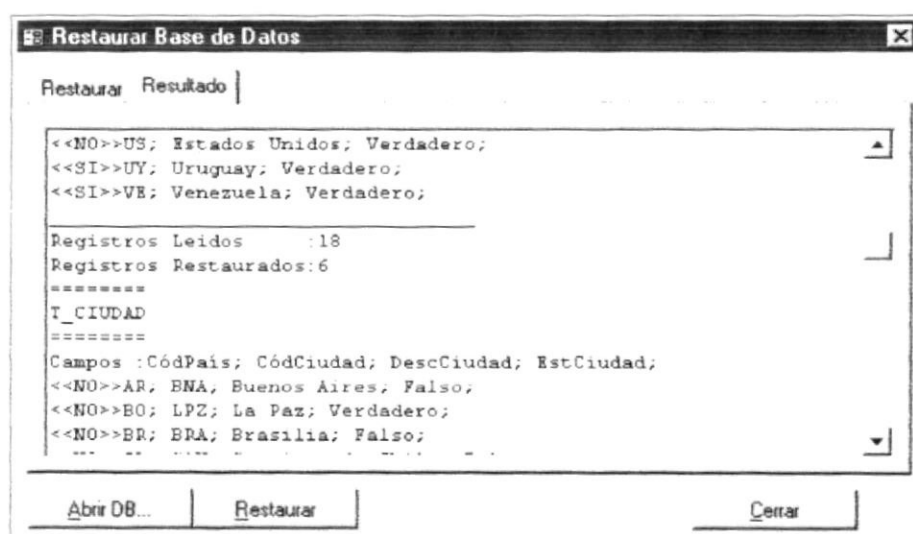 Restaurar Base de Datos
Restaurar Resultado
<<NO>>US; Estados Unidos; Verdadero;
<<SI>>UY; Uruguay; Verdadero;
<<SI>>VE; Venezuela; Verdadero;
Registros Leidos :18
Registros Restaurados:6
========
T_CIUDAD
========
Campos :CódPaís; CódCiudad; DescCiudad; EstCiudad;
<<NO>>AR; BNA; Buenos Aires; Falso;
<<NO>>BO; LPZ; La Paz; Verdadero;
<<NO>>BR; BRA; Brasilia; Falso;
Abrir DB... Restaurar Cerrar